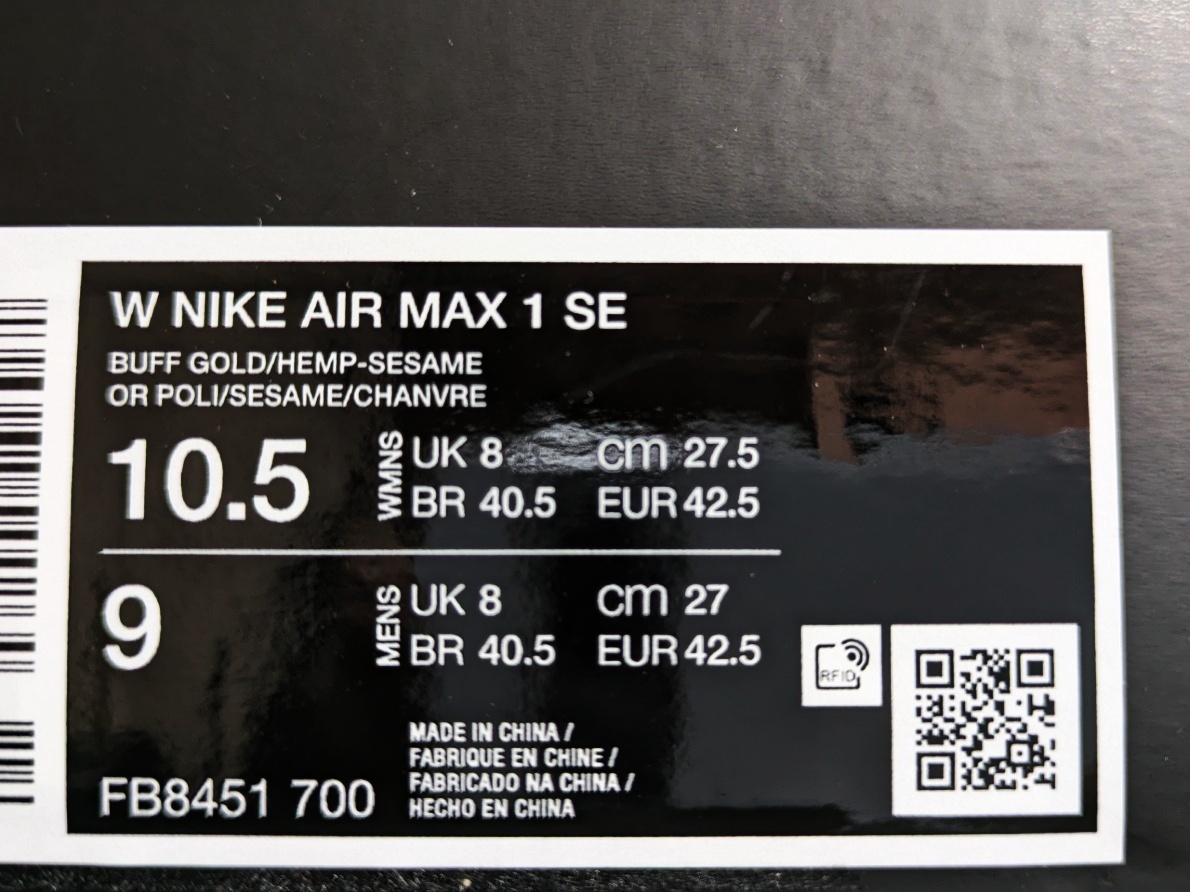 W NIKE AIR MAX 1 SE
BUFF GOLD/HEMP-SESAME
OR POLI/SESAME/CHANVRE
10.5
WMNS
UK 8 cm 27.5
BR 40.5 EUR 42.5
9
MENS
UK 8 cm 27
BR 40.5 EUR 42.5
RFID
MADE IN CHINA /
FABRIQUE EN CHINE /
FABRICADO NA CHINA /
HECHO EN CHINA
FB8451 700